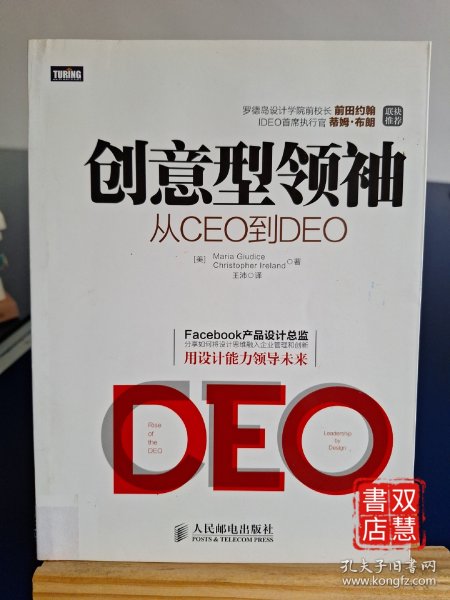 TURING
罗德岛设计学院前校长 前田约翰
IDEO首席执行官 蒂姆·布朗
联袂
推荐
创意型领袖
从CEO到DEO
[美] Maria Giudice
Christopher Ireland ◎著
王沛◎译
Facebook产品设计总监
分享如何将设计思维融入企业管理和创新
用设计能力领导未来
CEO
DEO
Rise
of the
DEO
Leadership
by
Design
人民邮电出版社
POSTS & TELECOM PRESS
双慧
書店
孔夫子旧书网
www.kongfz.com